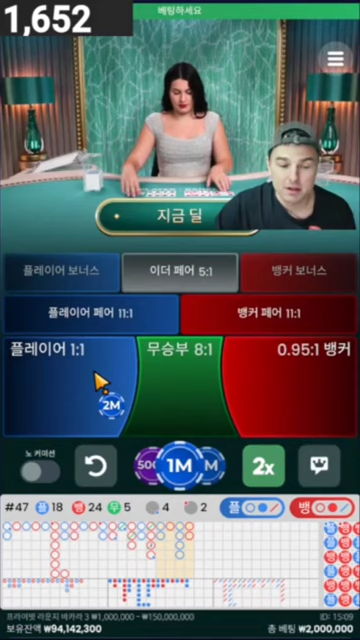 1,652
베팅하세요
지금 딜
플레이어 보너스
이더 페어 5:1
뱅커 보너스
플레이어 페어 11:1
뱅커 페어 11:1
플레이어 1:1
무승부 8:1
0.95:1 뱅커
2M
노 커미션
500
1M
M
2x
#47 플 18 뱅 24 무 5 4 2
플
뱅
프라이빗 라운지 바카라 3 ₩1,000,000 - ₩150,000,000
ID: 15:09
보유잔액 ₩94,142,300
총 베팅 ₩2,000,000